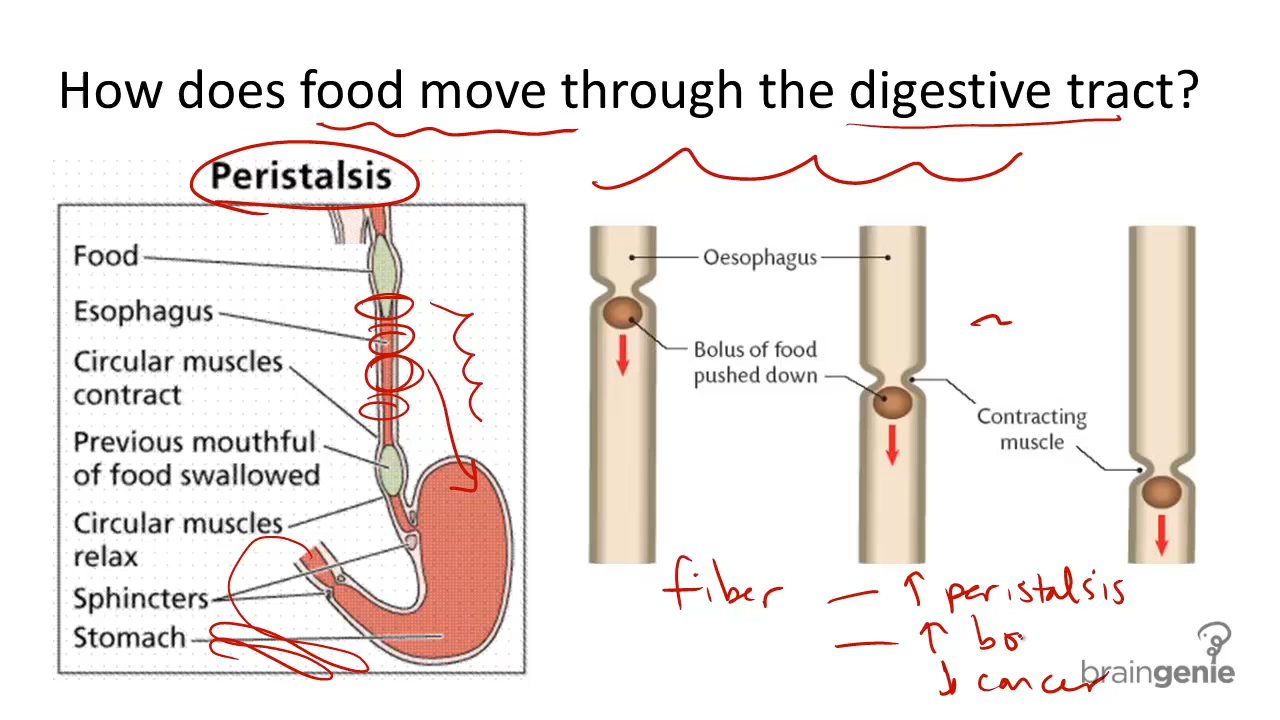 How does food move through the digestive tract?
Peristalsis
Food
Esophagus
Circular muscles
contract
Previous mouthful
of food swallowed
Circular muscles
relax
Sphincters
Stomach
Oesophagus
Bolus of food
pushed down
Contracting
muscle
fiber — ↑ peristalsis
— ↑ bo
↓ cancer
braingenie